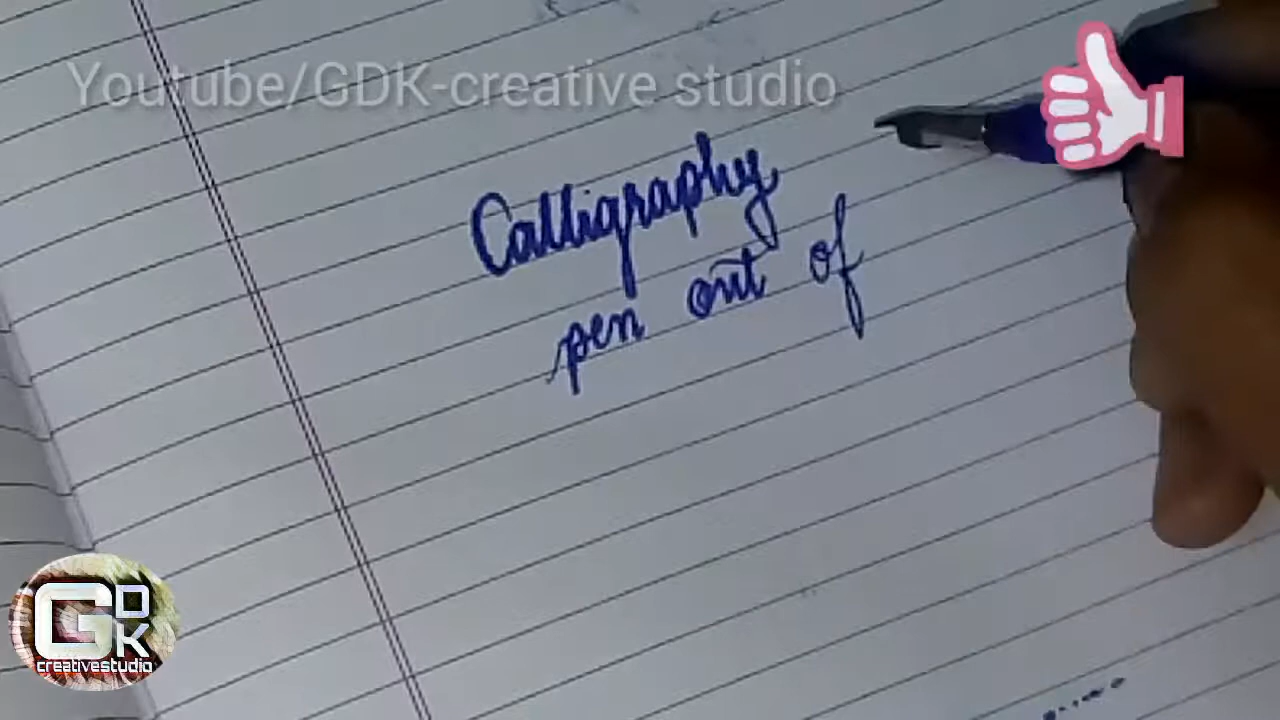 Youtube/GDK-creative studio
Calligraphy
pen out of
GDK
creativestudio